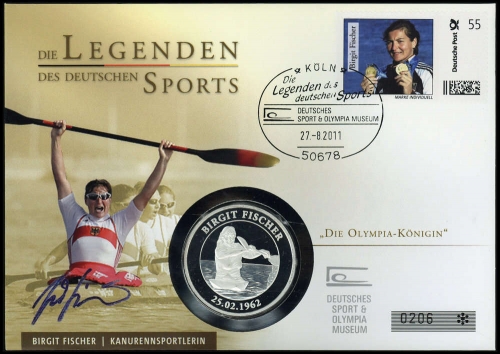 DIE LEGENDEN
DES DEUTSCHEN SPORTS
Birgit Fischer
Deutsche Post
55
MARKE INDIVIDUELL
KÖLN
Die
Legenden des
deutschen Sports
DEUTSCHES
SPORT & OLYMPIA MUSEUM
27.-8.2011
50678
BIRGIT FISCHER
25.02.1962
„DIE OLYMPIA-KÖNIGIN”
DEUTSCHES
SPORT &
OLYMPIA
MUSEUM
0206
BIRGIT FISCHER | KANURENNSPORTLERIN